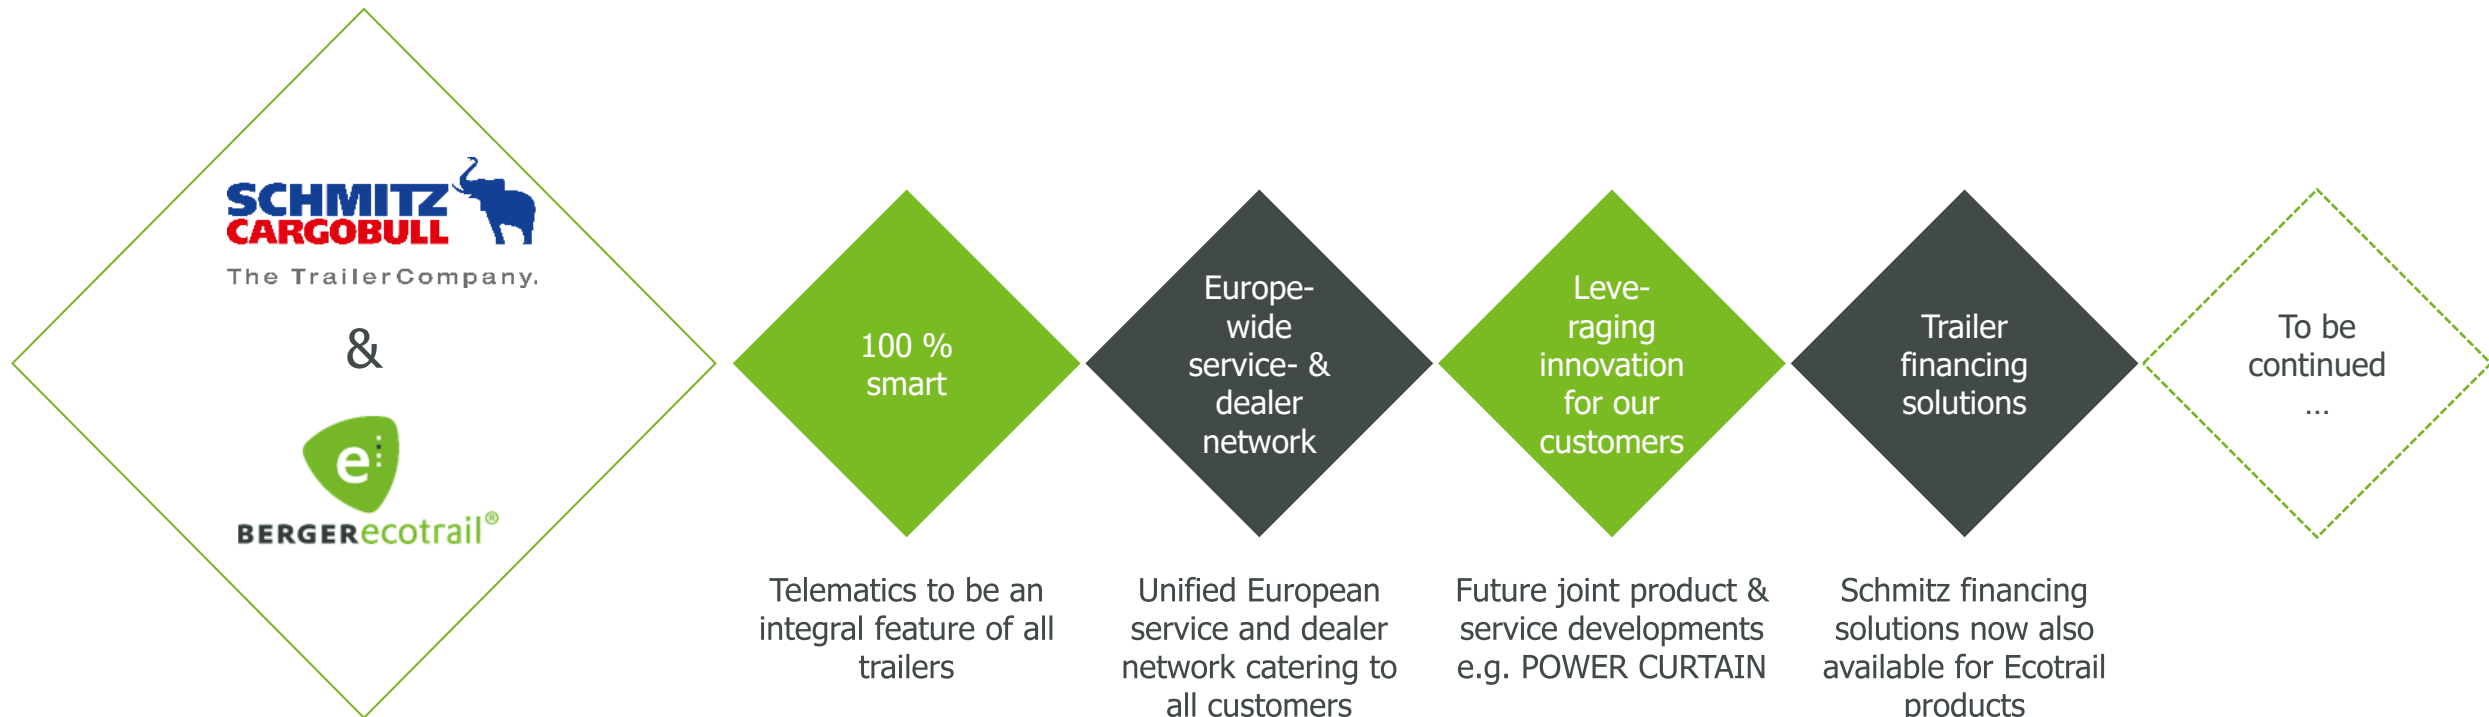 SCHMITZ
CARGOBULL
The TrailerCompany.
&
e
BERGERecotrail®
100 %
smart
Europe-
wide
service- &
dealer
network
Leve-
raging
innovation
for our
customers
Trailer
financing
solutions
To be
continued
...
Telematics to be an
integral feature of all
trailers
Unified European
service and dealer
network catering to
all customers
Future joint product &
service developments
e.g. POWER CURTAIN
Schmitz financing
solutions now also
available for Ecotrail
products